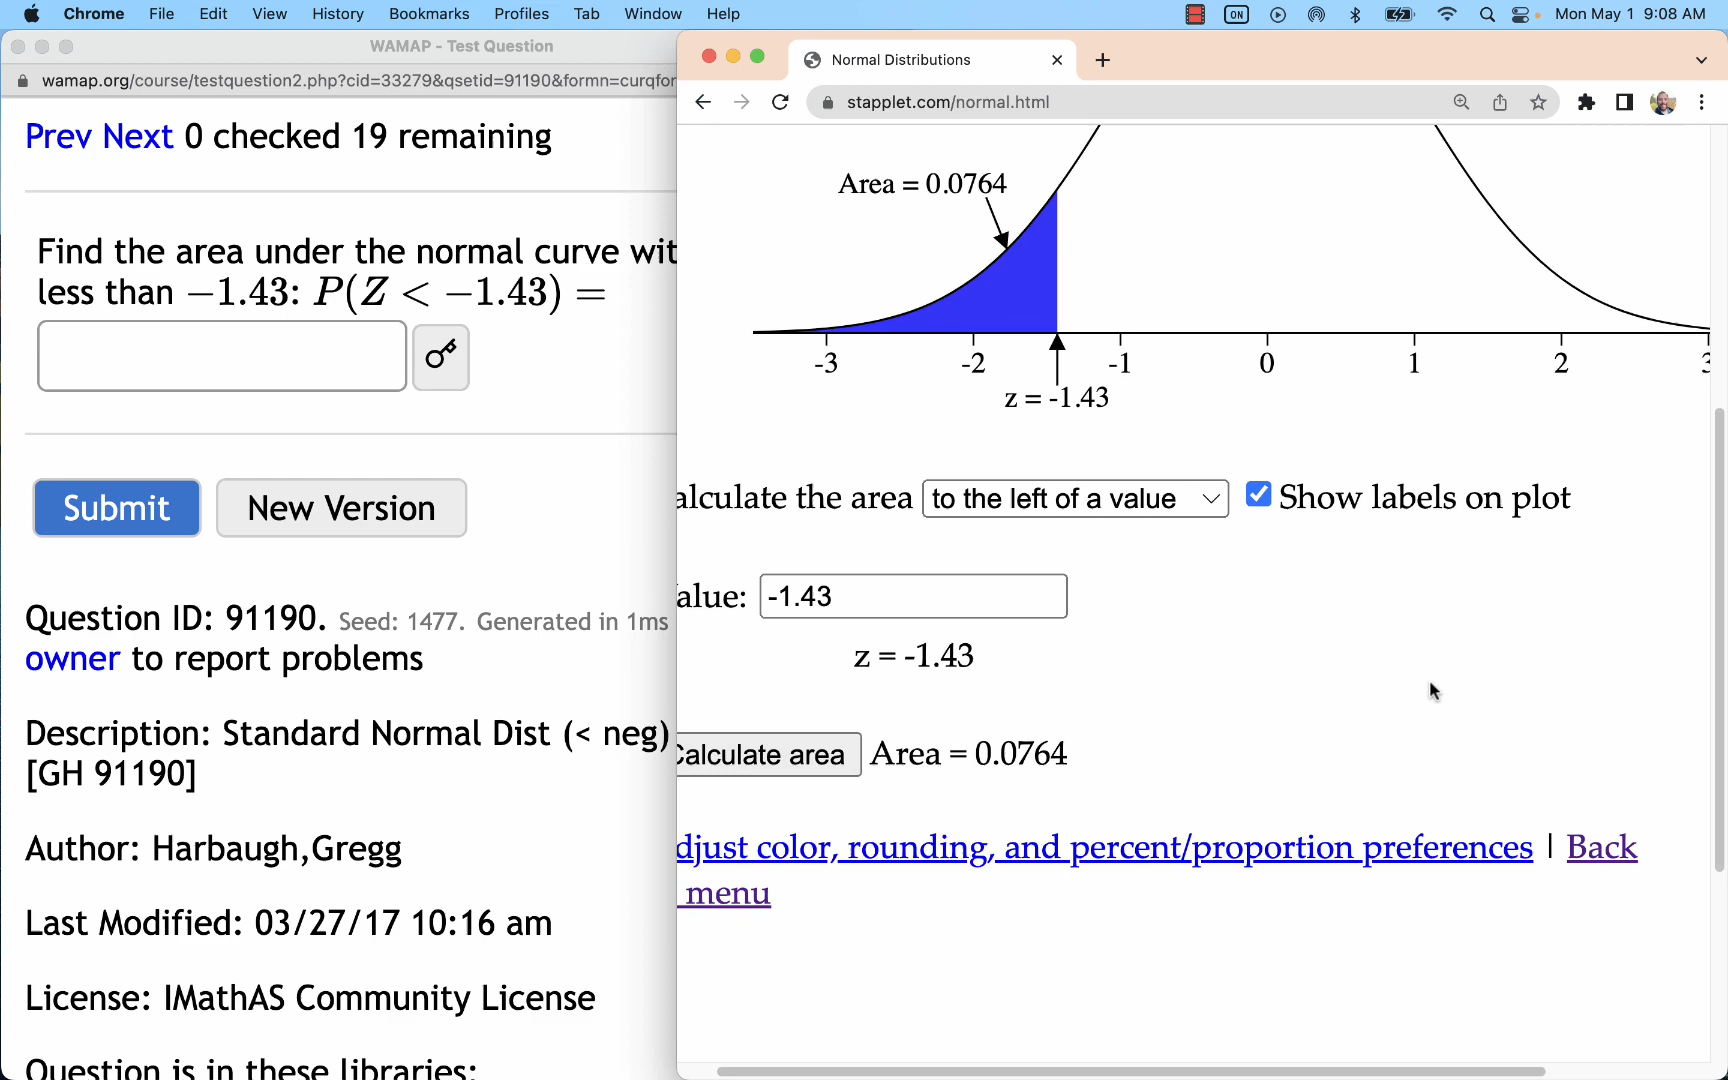 Chrome File Edit View History Bookmarks Profiles Tab Window Help ON Mon May 1 9:08 AM
WAMAP - Test Question
wamap.org/course/testquestion2.php?cid=33279&qsetid=91190&formn=curqfor
Prev Next 0 checked 19 remaining
Find the area under the normal curve wit
less than −1.43: P(Z < −1.43) =
Submit New Version
Question ID: 91190. Seed: 1477. Generated in 1ms
owner to report problems
Description: Standard Normal Dist (< neg)
[GH 91190]
Author: Harbaugh,Gregg
Last Modified: 03/27/17 10:16 am
License: IMathAS Community License
Question is in these libraries:
Normal Distributions
stapplet.com/normal.html
Area = 0.0764
-3 -2 -1 0 1 2 3
z = -1.43
alculate the area to the left of a value Show labels on plot
alue: -1.43
z = -1.43
Calculate area Area = 0.0764
djust color, rounding, and percent/proportion preferences | Back
menu